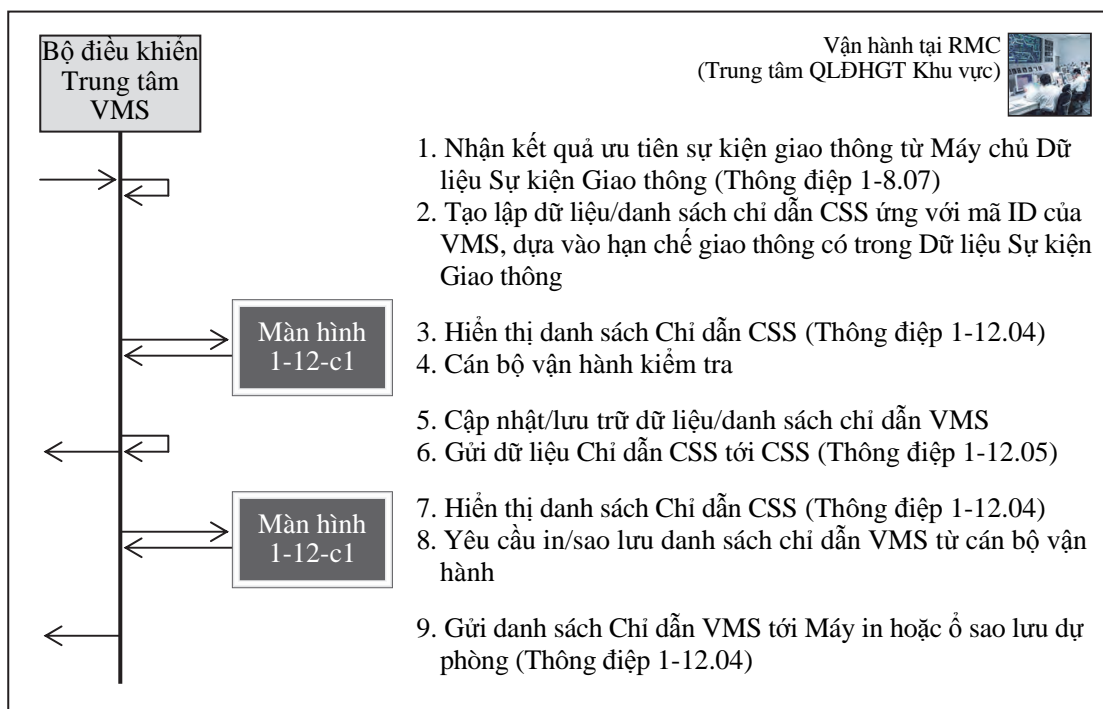 Bộ điều khiển
Trung tâm
VMS
Vận hành tại RMC
(Trung tâm QLĐHGT Khu vực)
1. Nhận kết quả ưu tiên sự kiện giao thông từ Máy chủ Dữ
liệu Sự kiện Giao thông (Thông điệp 1-8.07)
2. Tạo lập dữ liệu/danh sách chỉ dẫn CSS ứng với mã ID của
VMS, dựa vào hạn chế giao thông có trong Dữ liệu Sự kiện
Giao thông
Màn hình
1-12-c1
3. Hiển thị danh sách Chỉ dẫn CSS (Thông điệp 1-12.04)
4. Cán bộ vận hành kiểm tra
5. Cập nhật/lưu trữ dữ liệu/danh sách chỉ dẫn VMS
6. Gửi dữ liệu Chỉ dẫn CSS tới CSS (Thông điệp 1-12.05)
Màn hình
1-12-c1
7. Hiển thị danh sách Chỉ dẫn CSS (Thông điệp 1-12.04)
8. Yêu cầu in/sao lưu danh sách chỉ dẫn VMS từ cán bộ vận
hành
9. Gửi danh sách Chỉ dẫn VMS tới Máy in hoặc ổ sao lưu dự
phòng (Thông điệp 1-12.04)